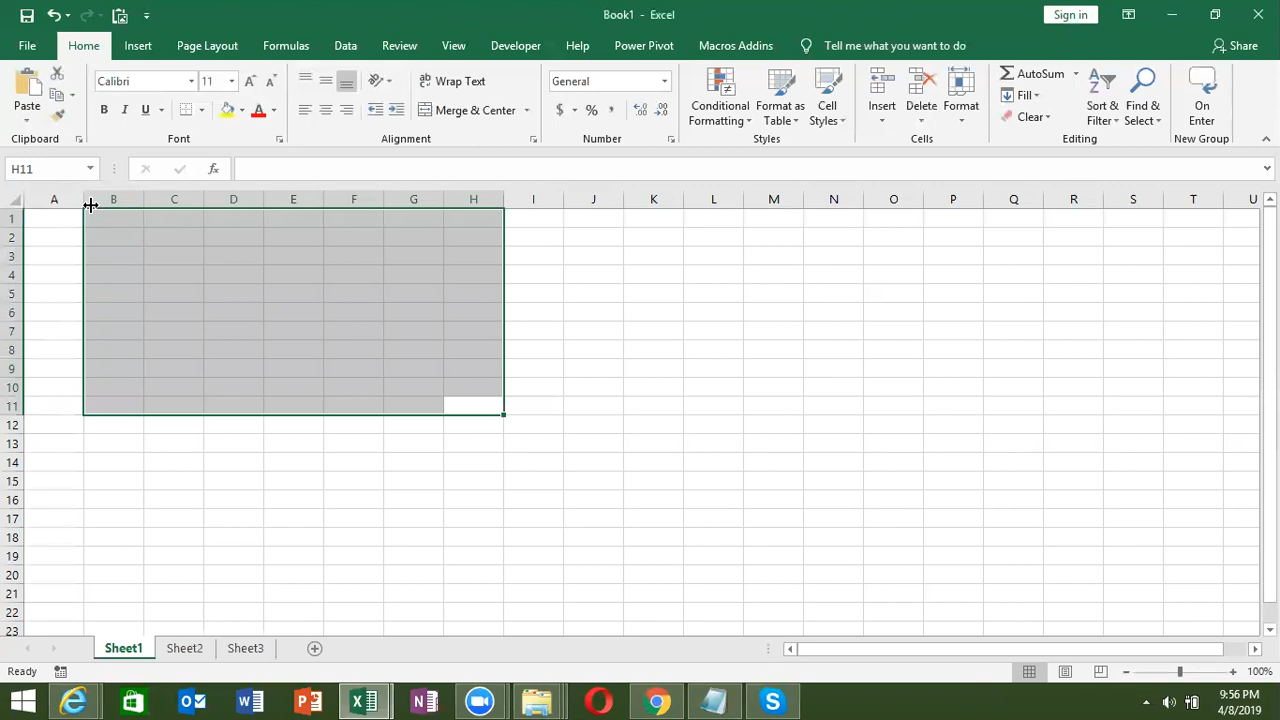 Book1 - Excel
Sign in
File Home Insert Page Layout Formulas Data Review View Developer Help Power Pivot Macros Addins Tell me what you want to do Share
Paste
Calibri 11
B I U A
Wrap Text
Merge & Center
General
$ % ,
Conditional Formatting
Format as Table
Cell Styles
Insert
Delete
Format
AutoSum
Fill
Clear
Sort & Filter
Find & Select
On Enter
Clipboard Font Alignment Number Styles Cells Editing New Group
H11 fx
A B C D E F G H I J K L M N O P Q R S T U
1
2
3
4
5
6
7
8
9
10
11
12
13
14
15
16
17
18
19
20
21
22
23
Sheet1 Sheet2 Sheet3
Ready 100%
9:56 PM
4/8/2019